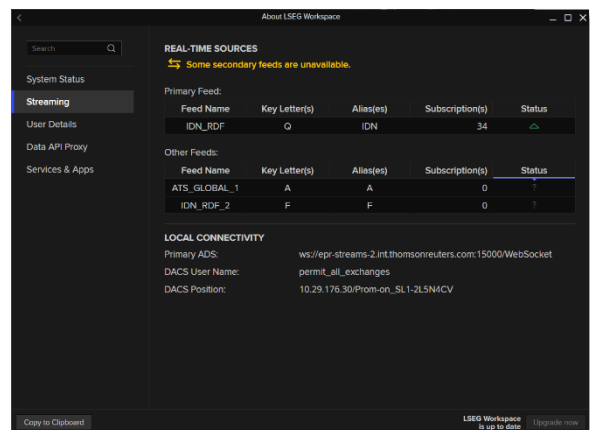 About LSEG Workspace
Search
System Status
Streaming
User Details
Data API Proxy
Services & Apps
REAL-TIME SOURCES
Some secondary feeds are unavailable.
Primary Feed:
Feed Name Key Letter(s) Alias(es) Subscription(s) Status
IDN_RDF Q IDN 34
Other Feeds:
Feed Name Key Letter(s) Alias(es) Subscription(s) Status
ATS_GLOBAL_1 A A 0 ?
IDN_RDF_2 F F 0 ?
LOCAL CONNECTIVITY
Primary ADS: ws://epr-streams-2.int.thomsonreuters.com:15000/WebSocket
DACS User Name: permit_all_exchanges
DACS Position: 10.29.176.30/Prom-on_SL1-2L5N4CV
Copy to Clipboard
LSEG Workspace
is up to date
Upgrade now